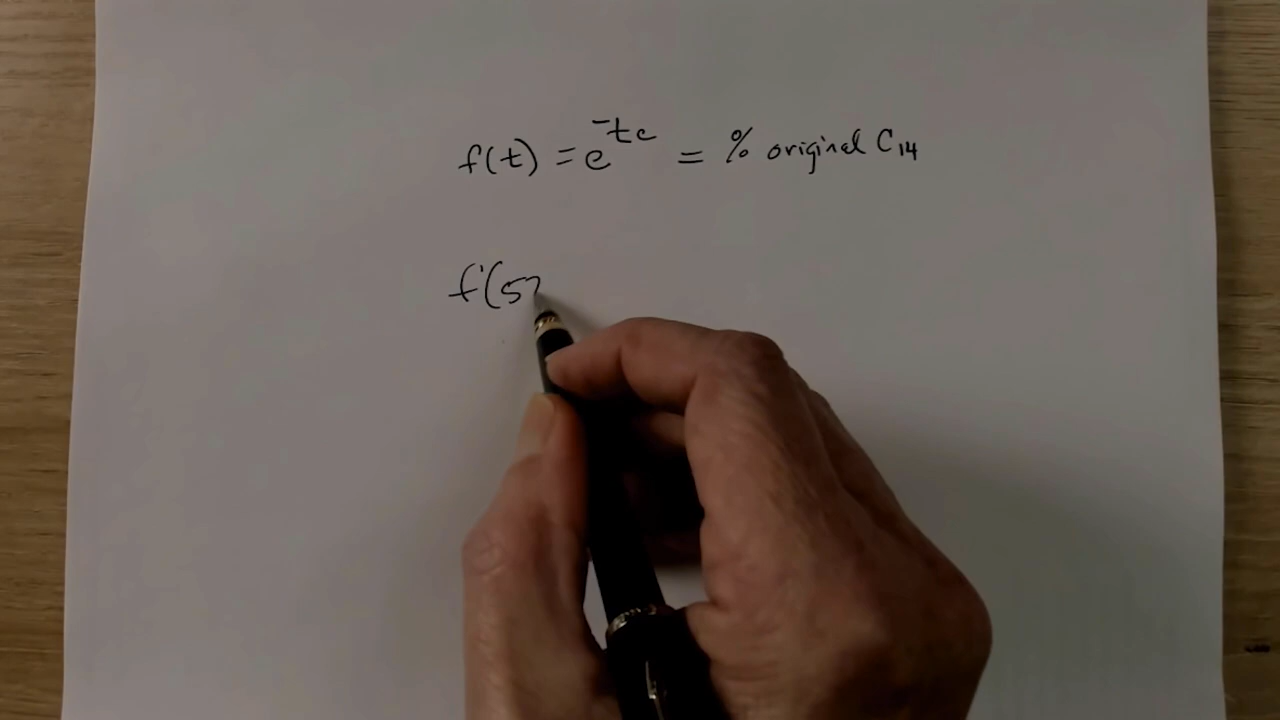 f(t) = e^-tc = % original C14
f(57